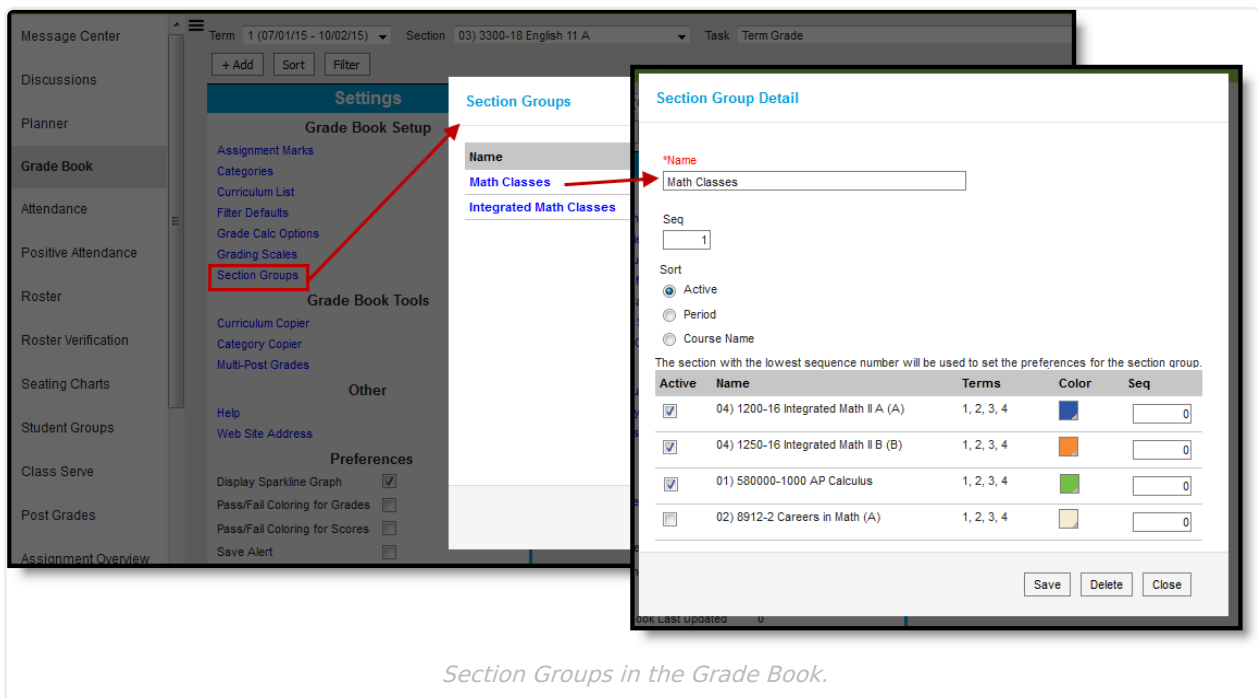 Message Center
Discussions
Planner
Grade Book
Attendance
Positive Attendance
Roster
Roster Verification
Seating Charts
Student Groups
Class Serve
Post Grades
Assignment Overview
Term 1 (07/01/15 - 10/02/15) Section 03) 3300-18 English 11 A Task Term Grade
+ Add Sort Filter
Settings
Grade Book Setup
Assignment Marks
Categories
Curriculum List
Filter Defaults
Grade Calc Options
Grading Scales
Section Groups
Grade Book Tools
Curriculum Copier
Category Copier
Multi-Post Grades
Other
Help
Web Site Address
Preferences
Display Sparkline Graph
Pass/Fail Coloring for Grades
Pass/Fail Coloring for Scores
Save Alert
Section Groups
Name
Math Classes
Integrated Math Classes
Section Group Detail
*Name
Math Classes
Seq
1
Sort
Active
Period
Course Name
The section with the lowest sequence number will be used to set the preferences for the section group.
Active Name Terms Color Seq
04) 1200-16 Integrated Math II A (A) 1, 2, 3, 4 0
04) 1250-16 Integrated Math II B (B) 1, 2, 3, 4 0
01) 580000-1000 AP Calculus 1, 2, 3, 4 0
02) 8912-2 Careers in Math (A) 1, 2, 3, 4 0
Save Delete Close
ook Last Updated 0
Section Groups in the Grade Book.